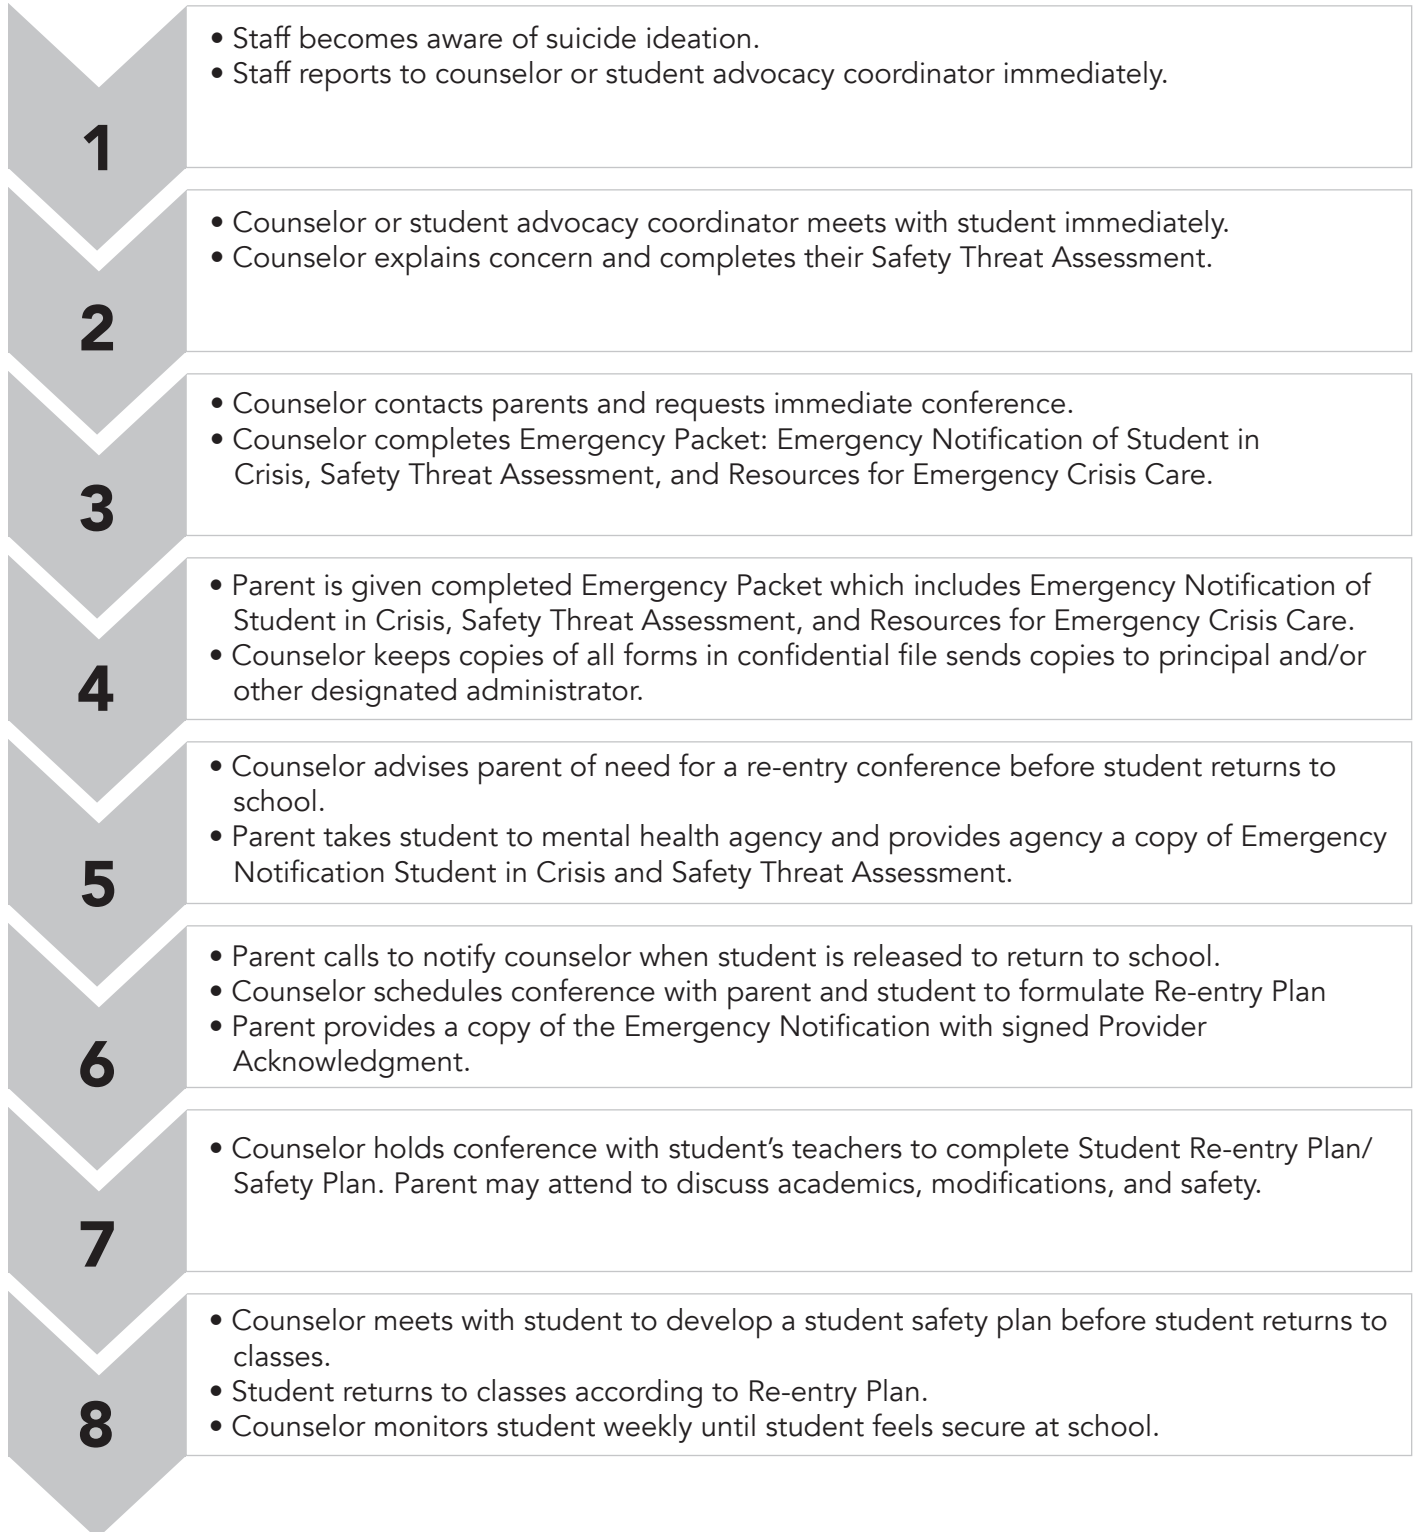 • Staff becomes aware of suicide ideation.
• Staff reports to counselor or student advocacy coordinator immediately.
1
• Counselor or student advocacy coordinator meets with student immediately.
• Counselor explains concern and completes their Safety Threat Assessment.
2
• Counselor contacts parents and requests immediate conference.
• Counselor completes Emergency Packet: Emergency Notification of Student in
Crisis, Safety Threat Assessment, and Resources for Emergency Crisis Care.
3
• Parent is given completed Emergency Packet which includes Emergency Notification of
Student in Crisis, Safety Threat Assessment, and Resources for Emergency Crisis Care.
• Counselor keeps copies of all forms in confidential file sends copies to principal and/or
other designated administrator.
4
• Counselor advises parent of need for a re-entry conference before student returns to
school.
• Parent takes student to mental health agency and provides agency a copy of Emergency
Notification Student in Crisis and Safety Threat Assessment.
5
• Parent calls to notify counselor when student is released to return to school.
• Counselor schedules conference with parent and student to formulate Re-entry Plan
• Parent provides a copy of the Emergency Notification with signed Provider
Acknowledgment.
6
• Counselor holds conference with student’s teachers to complete Student Re-entry Plan/
Safety Plan. Parent may attend to discuss academics, modifications, and safety.
7
• Counselor meets with student to develop a student safety plan before student returns to
classes.
• Student returns to classes according to Re-entry Plan.
• Counselor monitors student weekly until student feels secure at school.
8